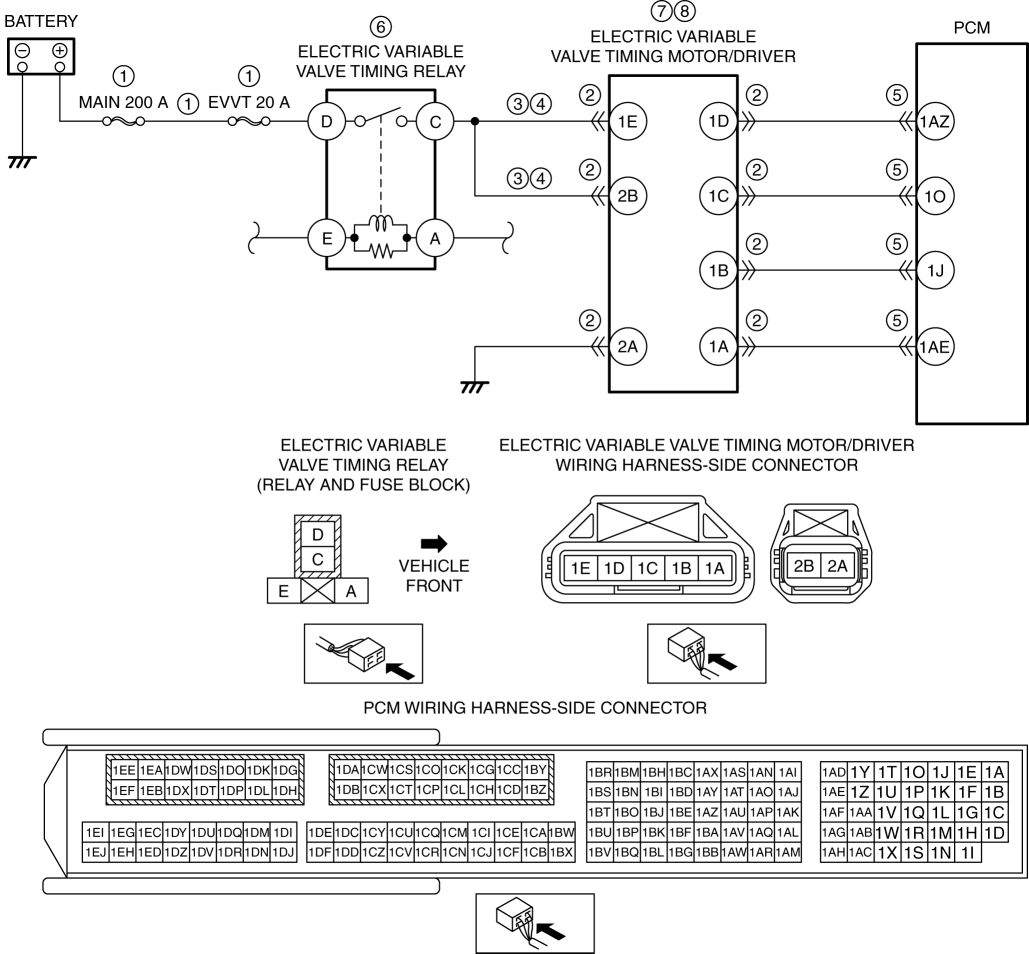 BATTERY
6
7 8
PCM
ELECTRIC VARIABLE
VALVE TIMING RELAY
ELECTRIC VARIABLE
VALVE TIMING MOTOR/DRIVER
− +
1 1
MAIN 200 A 1 EVVT 20 A
D C 3 4 2 1E 1D 2 5 1AZ
3 4 2 2B 1C 2 5 1O
E A 1B 2 5 1J
2 2A 1A 2 5 1AE
ELECTRIC VARIABLE
VALVE TIMING RELAY
(RELAY AND FUSE BLOCK)
ELECTRIC VARIABLE VALVE TIMING MOTOR/DRIVER
WIRING HARNESS-SIDE CONNECTOR
D
C
E A
VEHICLE
FRONT
1E 1D 1C 1B 1A
2B 2A
PCM WIRING HARNESS-SIDE CONNECTOR
1EE 1EA 1DW 1DS 1DO 1DK 1DG
1EF 1EB 1DX 1DT 1DP 1DL 1DH
1EI 1EG 1EC 1DY 1DU 1DQ 1DM 1DI
1EJ 1EH 1ED 1DZ 1DV 1DR 1DN 1DJ
1DA 1CW 1CS 1CO 1CK 1CG 1CC 1BY
1DB 1CX 1CT 1CP 1CL 1CH 1CD 1BZ
1DE 1DC 1CY 1CU 1CQ 1CM 1CI 1CE 1CA 1BW
1DF 1DD 1CZ 1CV 1CR 1CN 1CJ 1CF 1CB 1BX
1BR 1BM 1BH 1BC 1AX 1AS 1AN 1AI
1BS 1BN 1BI 1BD 1AY 1AT 1AO 1AJ
1BT 1BO 1BJ 1BE 1AZ 1AU 1AP 1AK
1BU 1BP 1BK 1BF 1BA 1AV 1AQ 1AL
1BV 1BQ 1BL 1BG 1BB 1AW 1AR 1AM
1AD 1Y 1T 1O 1J 1E 1A
1AE 1Z 1U 1P 1K 1F 1B
1AF 1AA 1V 1Q 1L 1G 1C
1AG 1AB 1W 1R 1M 1H 1D
1AH 1AC 1X 1S 1N 1I